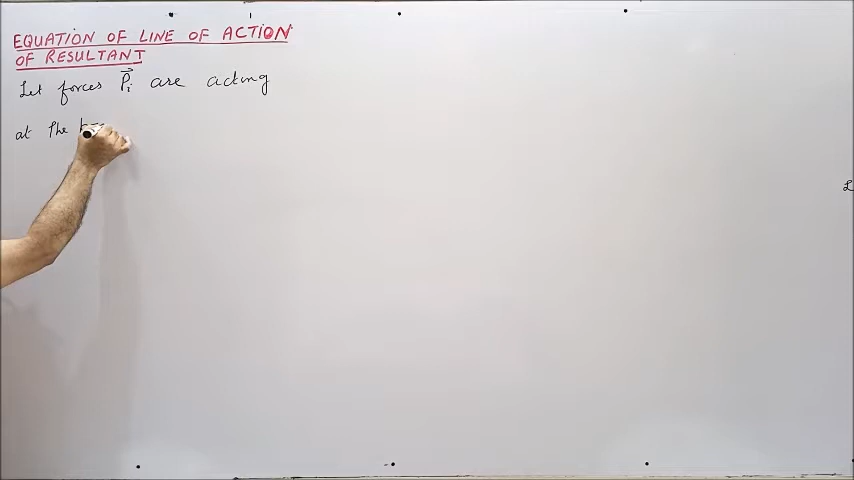 EQUATION OF LINE OF ACTION
OF RESULTANT
Let forces P⃗ᵢ are acting
at the